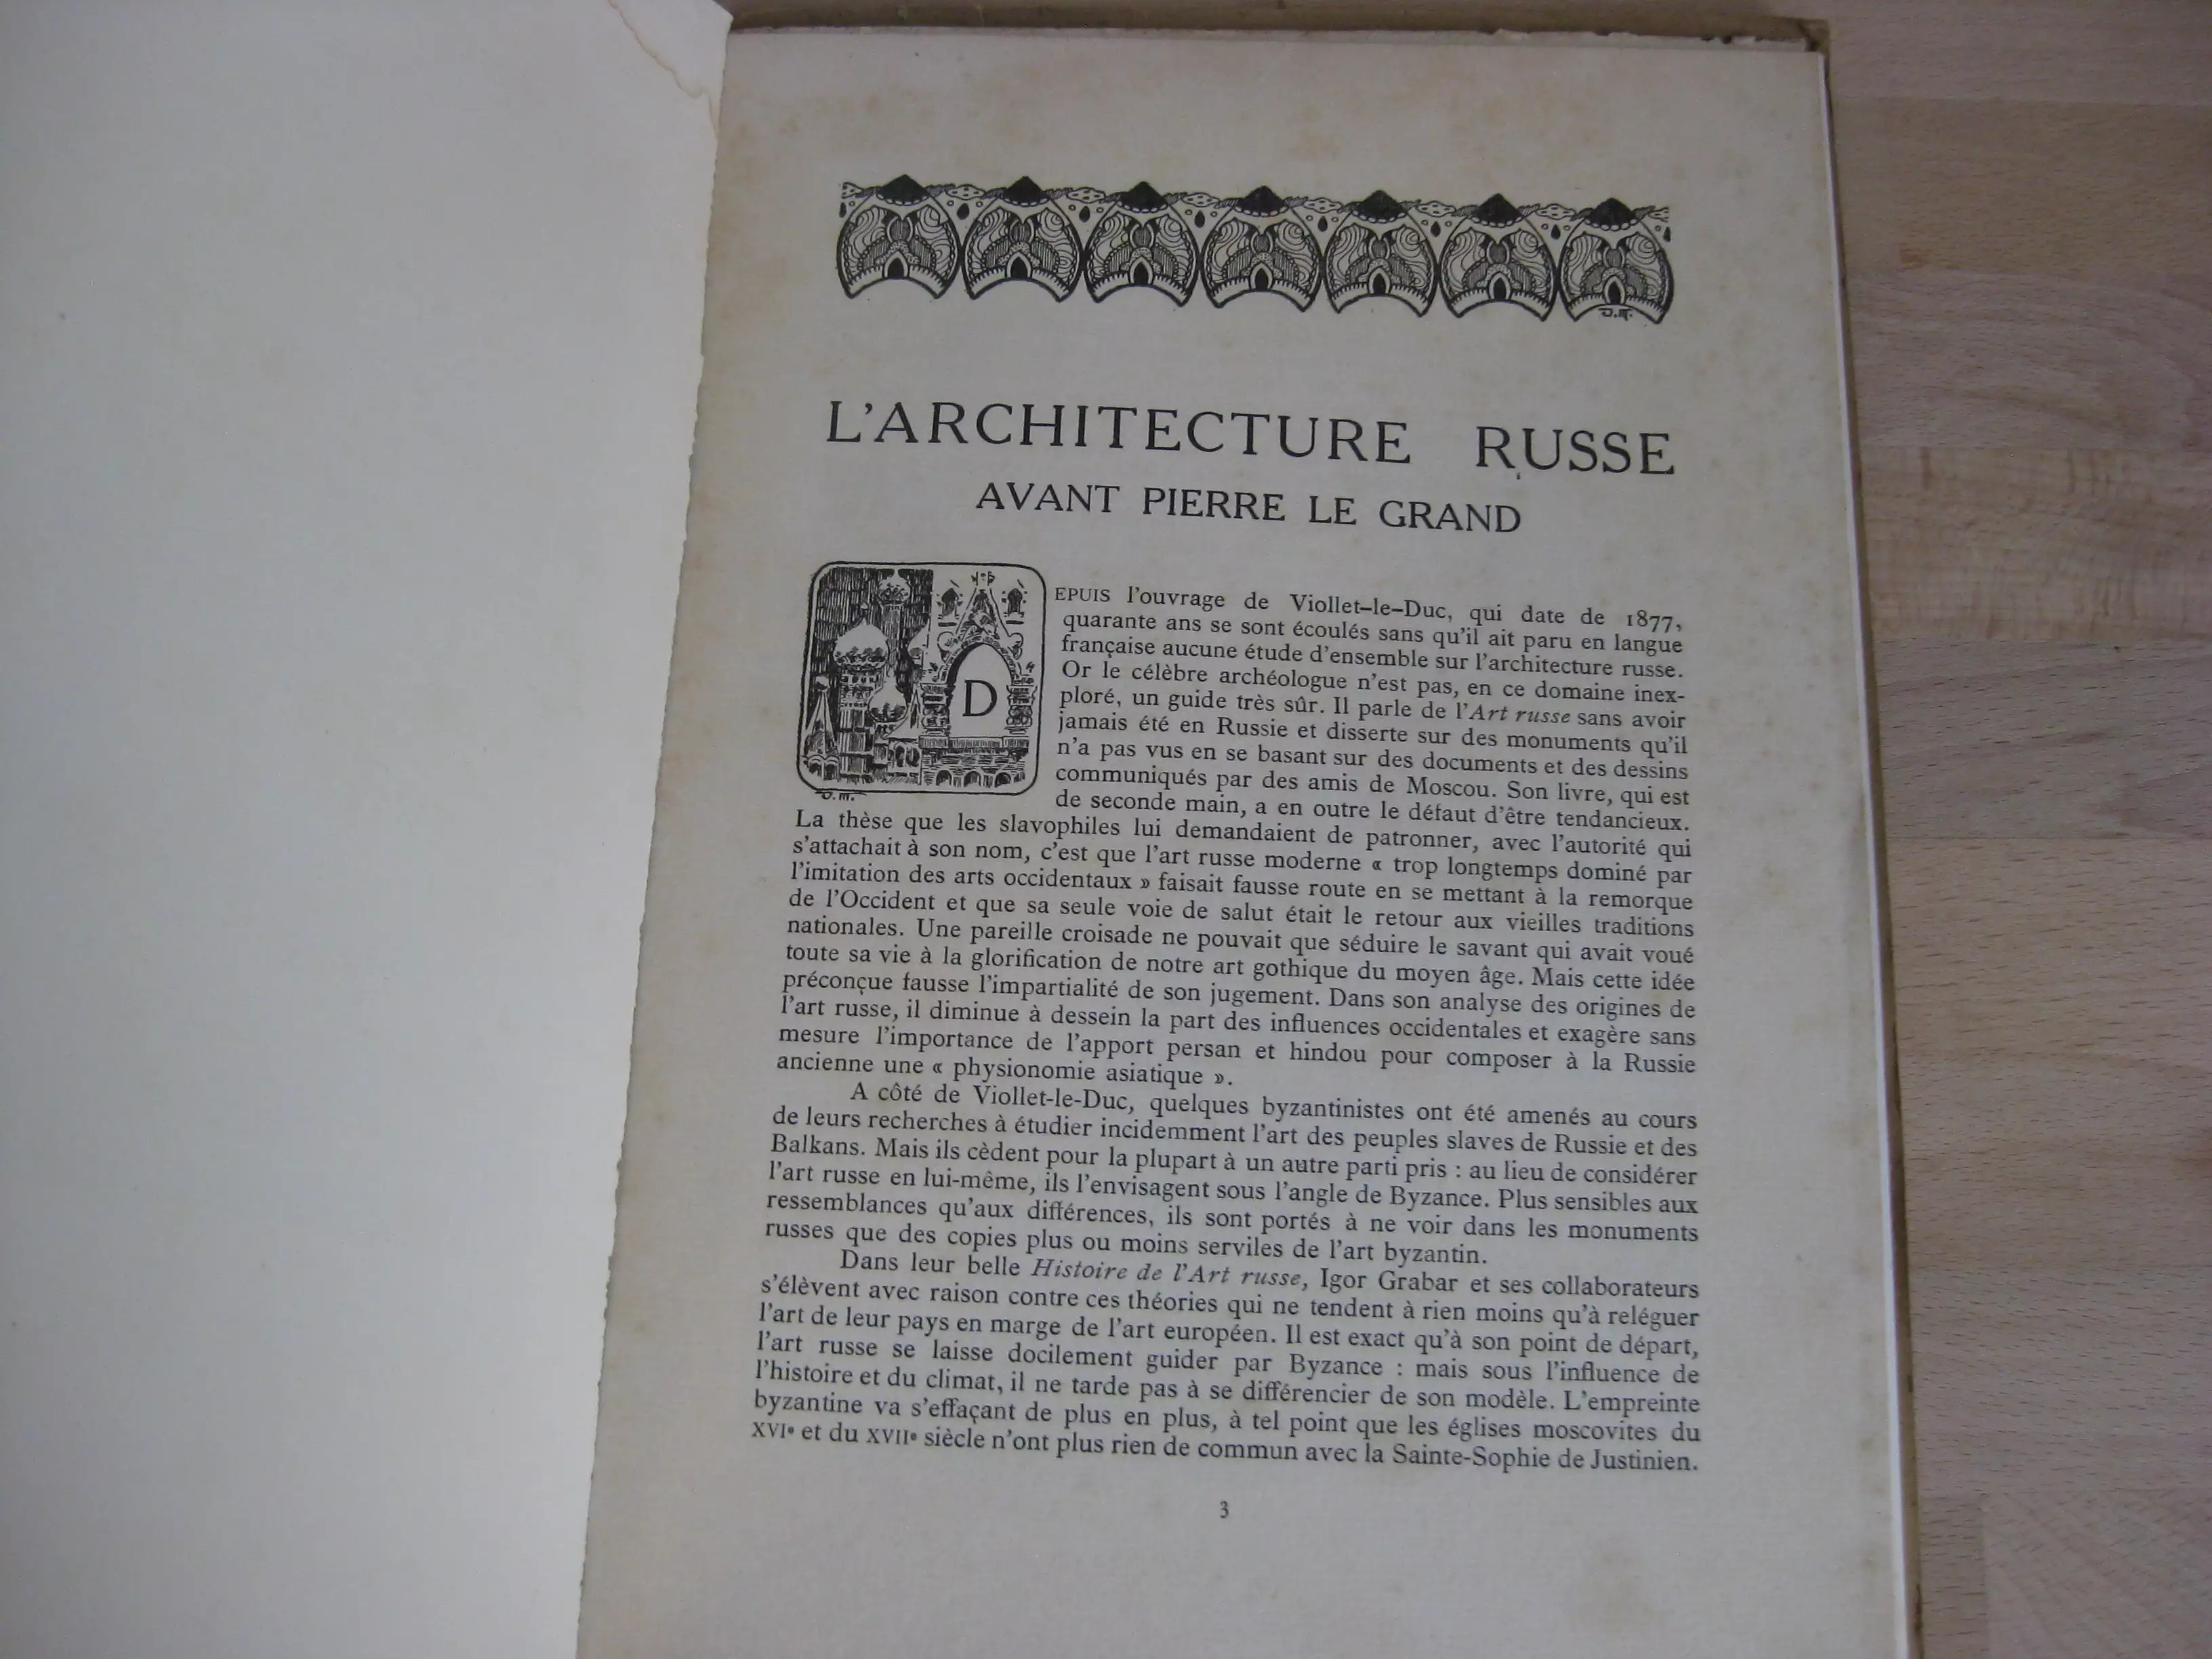 J.M.
L'ARCHITECTURE RUSSE
AVANT PIERRE LE GRAND
DEPUIS l'ouvrage de Viollet-le-Duc, qui date de 1877,
quarante ans se sont écoulés sans qu'il ait paru en langue
française aucune étude d'ensemble sur l'architecture russe.
Or le célèbre archéologue n'est pas, en ce domaine inex-
ploré, un guide très sûr. Il parle de l'Art russe sans avoir
jamais été en Russie et disserte sur des monuments qu'il
n'a pas vus en se basant sur des documents et des dessins
communiqués par des amis de Moscou. Son livre, qui est
de seconde main, a en outre le défaut d'être tendancieux.
J.M.
La thèse que les slavophiles lui demandaient de patronner, avec l'autorité qui
s'attachait à son nom, c'est que l'art russe moderne « trop longtemps dominé par
l'imitation des arts occidentaux » faisait fausse route en se mettant à la remorque
de l'Occident et que sa seule voie de salut était le retour aux vieilles traditions
nationales. Une pareille croisade ne pouvait que séduire le savant qui avait voué
toute sa vie à la glorification de notre art gothique du moyen âge. Mais cette idée
préconçue fausse l'impartialité de son jugement. Dans son analyse des origines de
l'art russe, il diminue à dessein la part des influences occidentales et exagère sans
mesure l'importance de l'apport persan et hindou pour composer à la Russie
ancienne une « physionomie asiatique ».
A côté de Viollet-le-Duc, quelques byzantinistes ont été amenés au cours
de leurs recherches à étudier incidemment l'art des peuples slaves de Russie et des
Balkans. Mais ils cèdent pour la plupart à un autre parti pris : au lieu de considérer
l'art russe en lui-même, ils l'envisagent sous l'angle de Byzance. Plus sensibles aux
ressemblances qu'aux différences, ils sont portés à ne voir dans les monuments
russes que des copies plus ou moins serviles de l'art byzantin.
Dans leur belle Histoire de l'Art russe, Igor Grabar et ses collaborateurs
s'élèvent avec raison contre ces théories qui ne tendent à rien moins qu'à reléguer
l'art de leur pays en marge de l'art européen. Il est exact qu'à son point de départ,
l'art russe se laisse docilement guider par Byzance : mais sous l'influence de
l'histoire et du climat, il ne tarde pas à se différencier de son modèle. L'empreinte
byzantine va s'effaçant de plus en plus, à tel point que les églises moscovites du
XVIe et du XVIIe siècle n'ont plus rien de commun avec la Sainte-Sophie de Justinien.
3